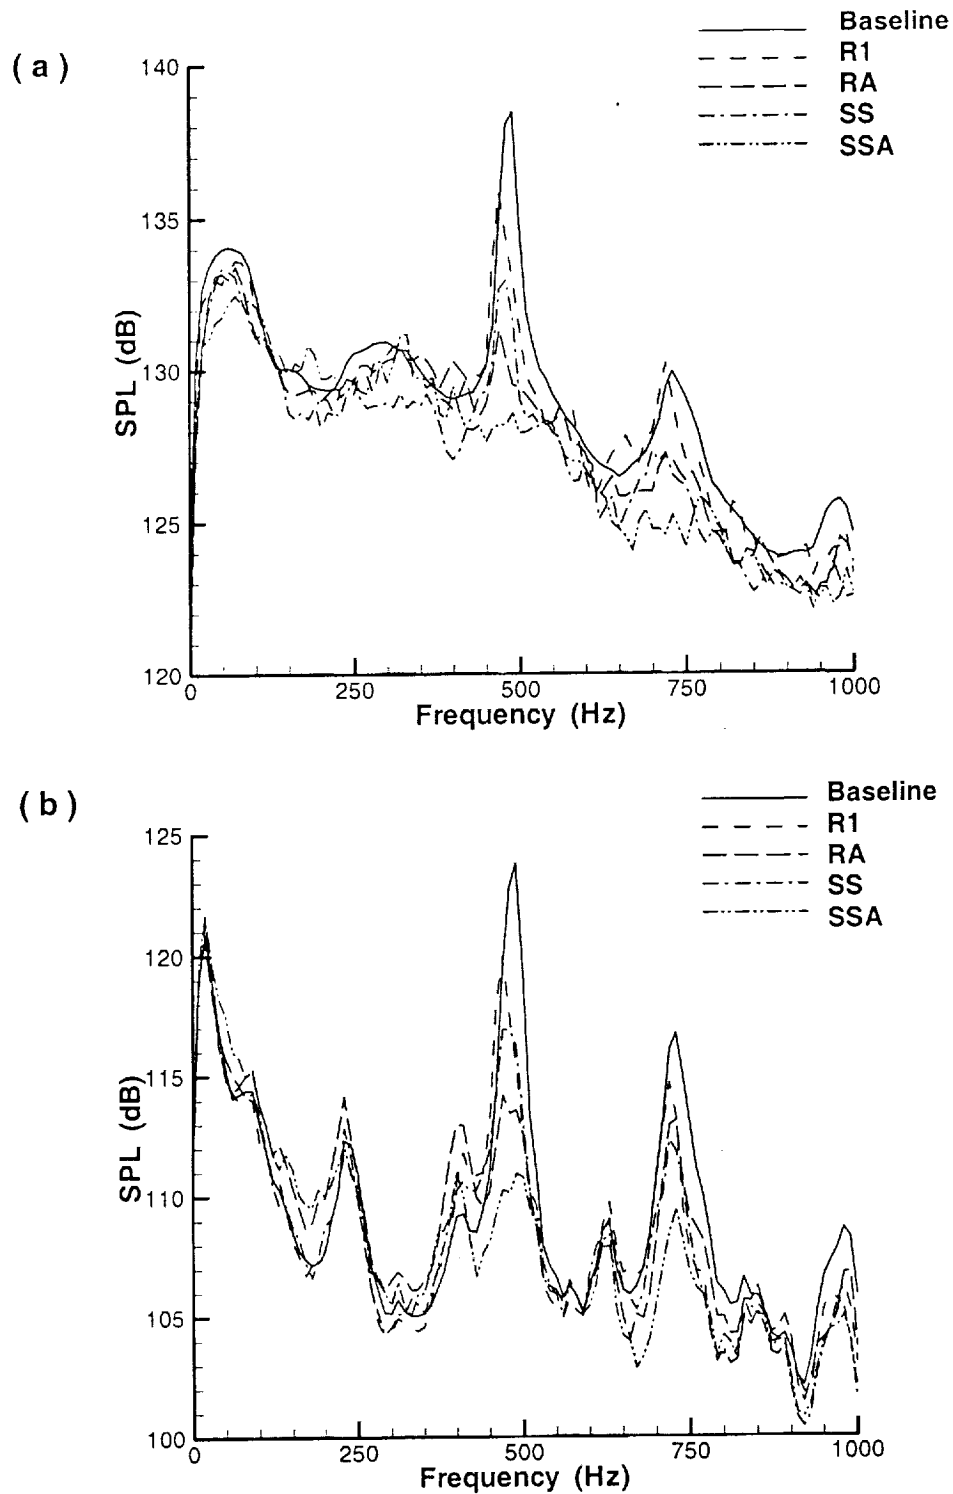 (a)
Baseline
R1
RA
SS
SSA
140
135
130
125
120
SPL (dB)
0 250 500 750 1000
Frequency (Hz)
(b)
Baseline
R1
RA
SS
SSA
125
120
115
110
105
100
SPL (dB)
0 250 500 750 1000
Frequency (Hz)